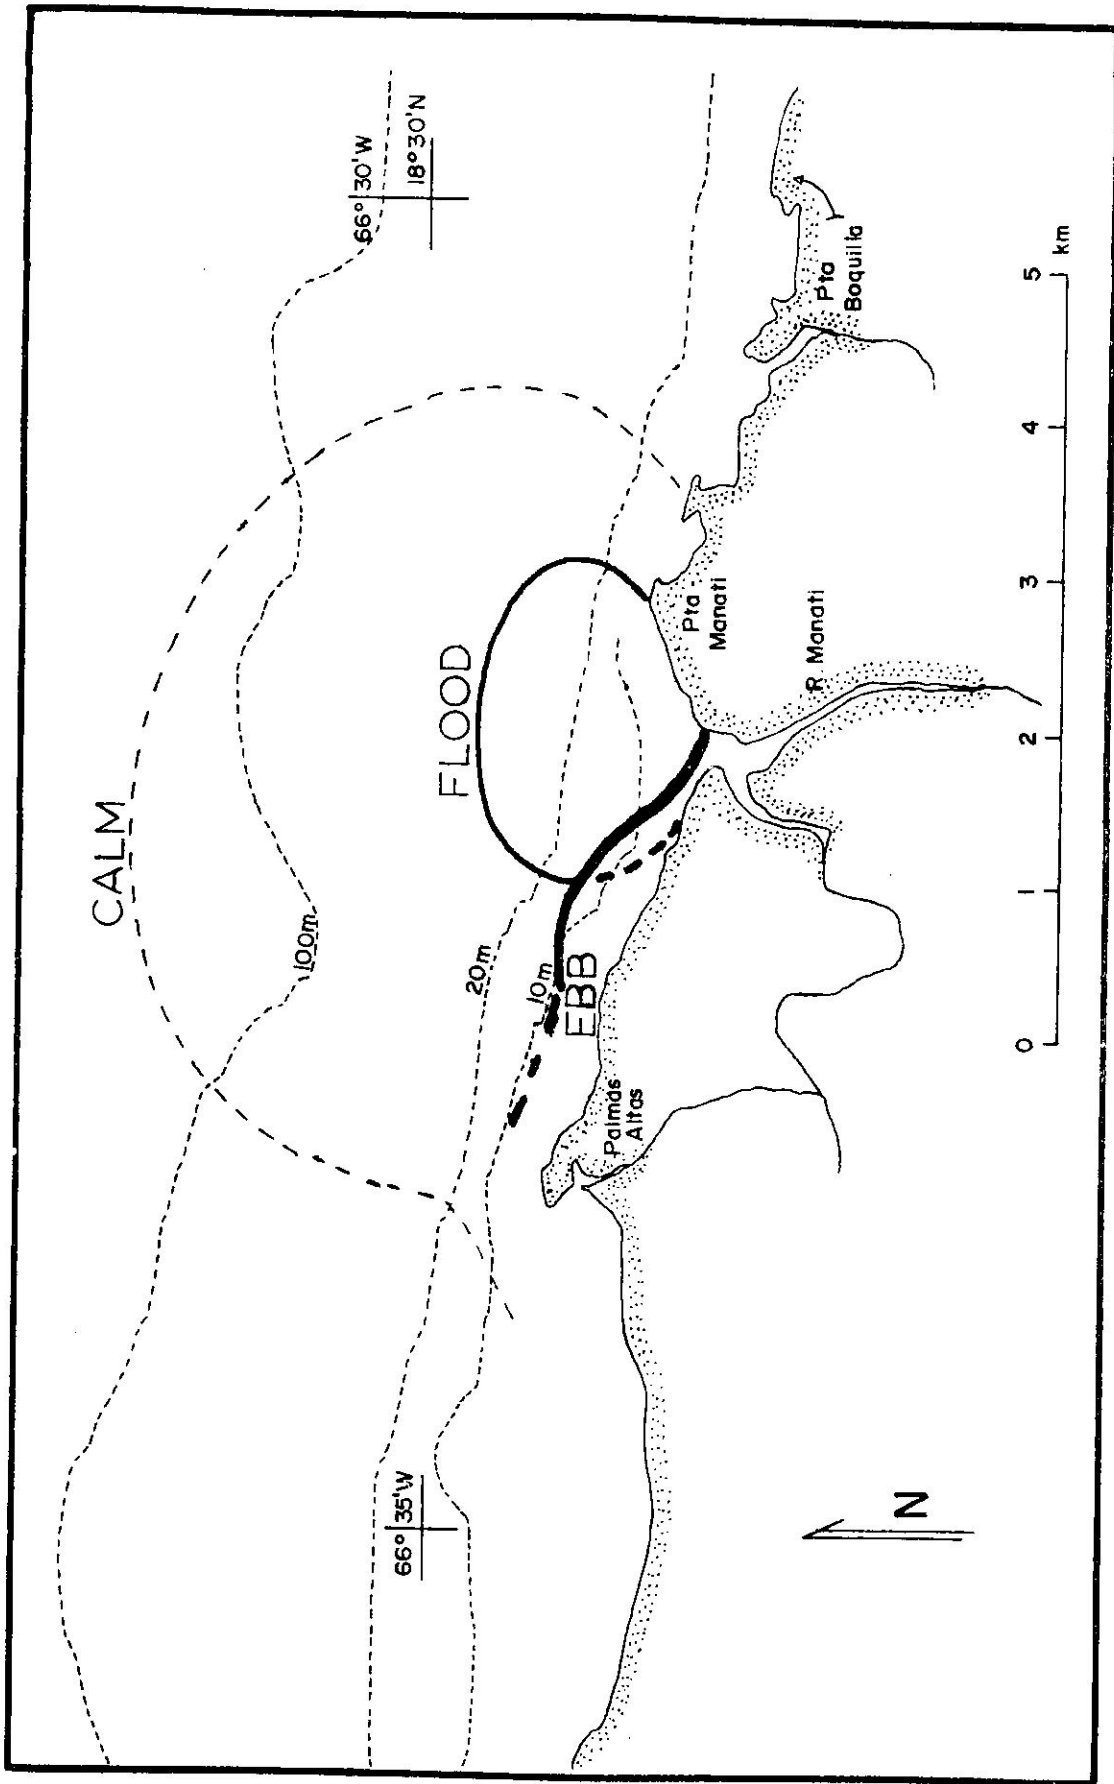 CALM
FLOOD
EBB
100m
20m
10m
66° 30'W
18°30'N
66° 35'W
Palmas
Altas
Pta
Manati
R Manati
Pta
Boquilla
N
0 1 2 3 4 5 km